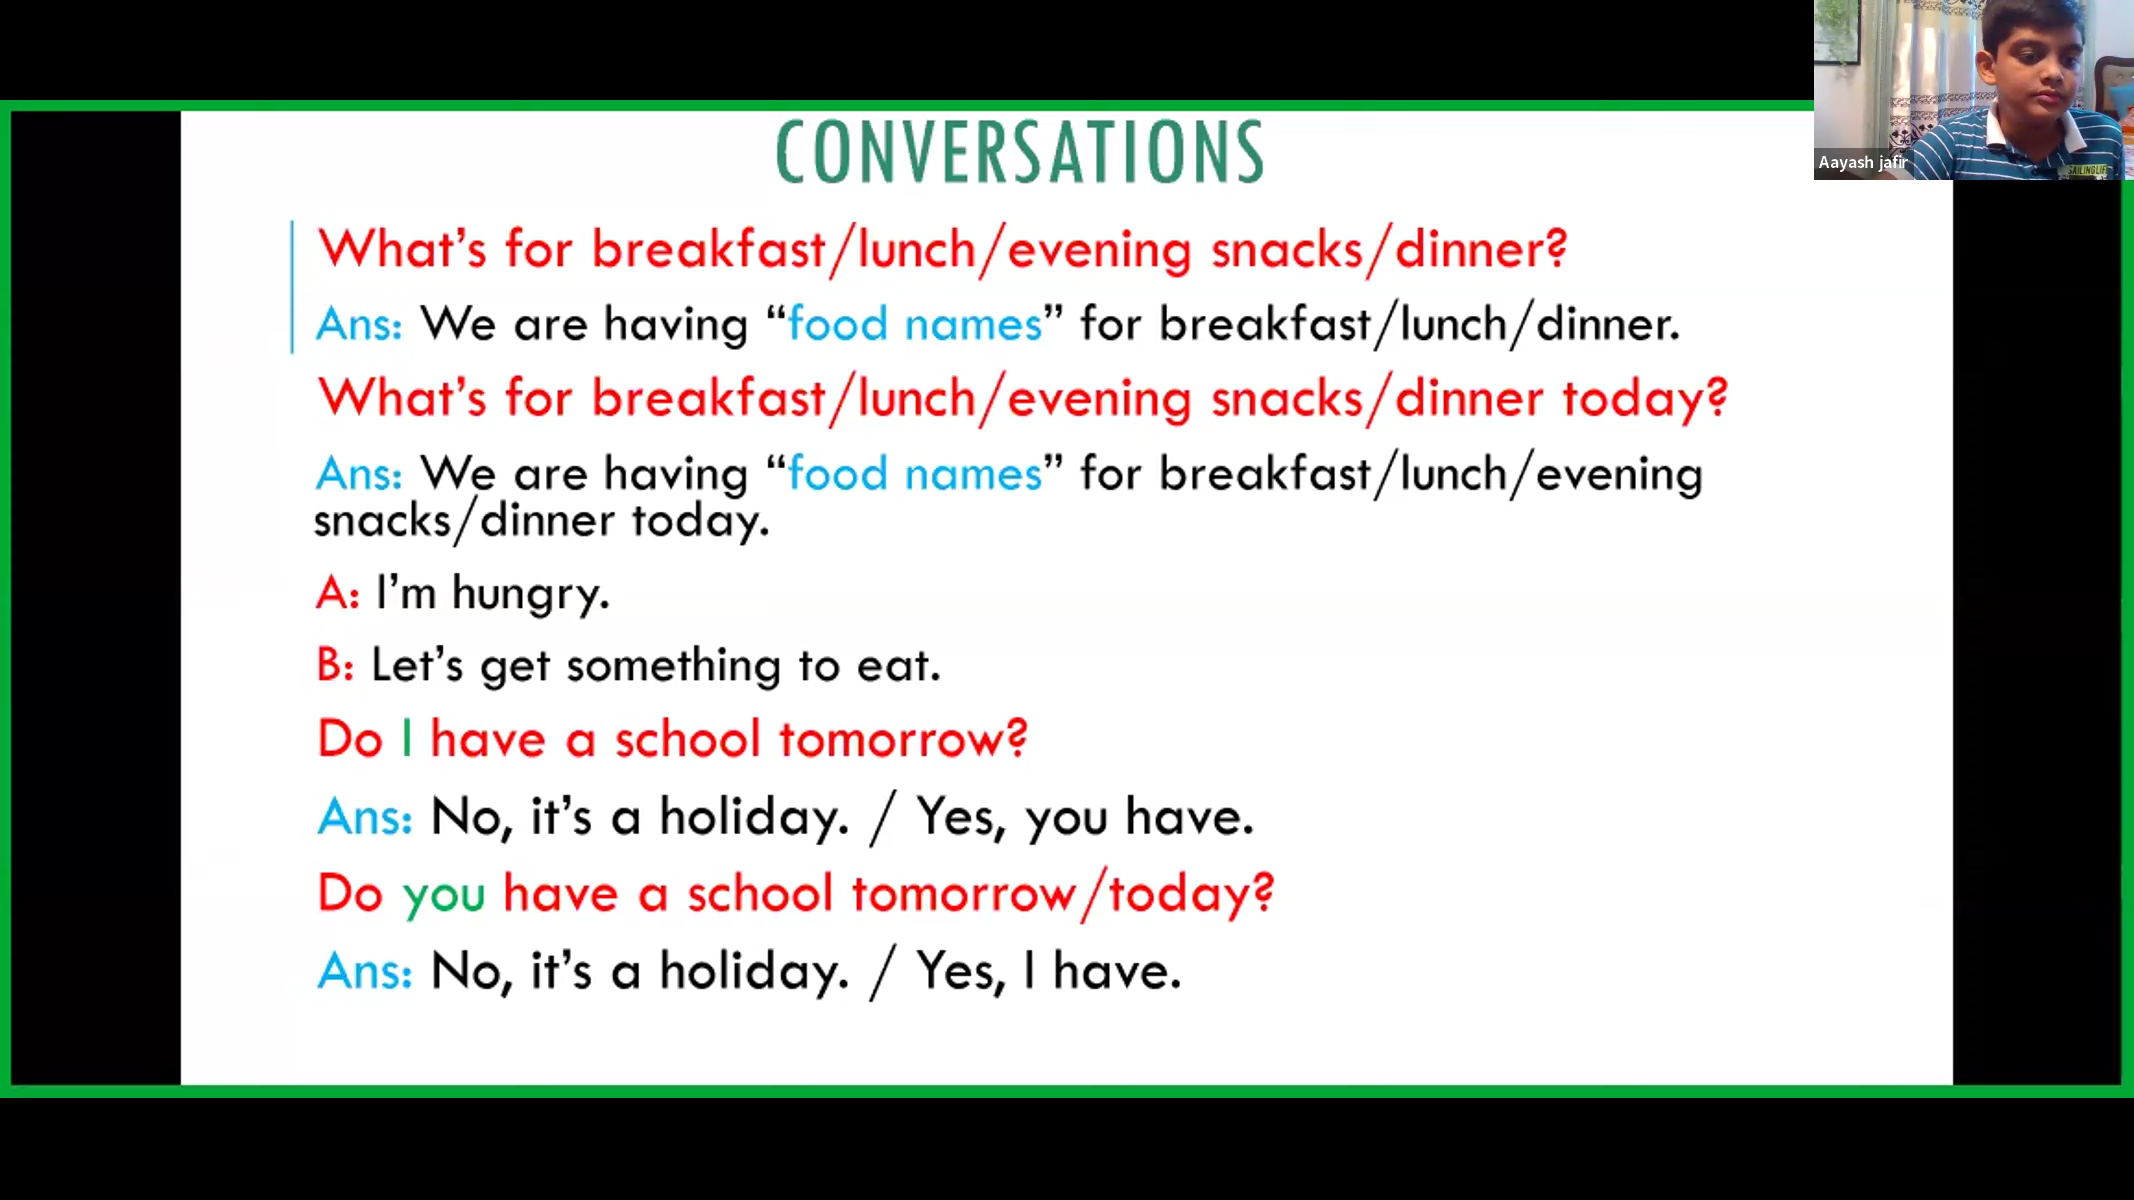 CONVERSATIONS
Aayash jafir
What's for breakfast/lunch/evening snacks/dinner?
Ans: We are having “food names” for breakfast/lunch/dinner.
What's for breakfast/lunch/evening snacks/dinner today?
Ans: We are having “food names” for breakfast/lunch/evening
snacks/dinner today.
A: I'm hungry.
B: Let's get something to eat.
Do I have a school tomorrow?
Ans: No, it's a holiday. / Yes, you have.
Do you have a school tomorrow/today?
Ans: No, it's a holiday. / Yes, I have.